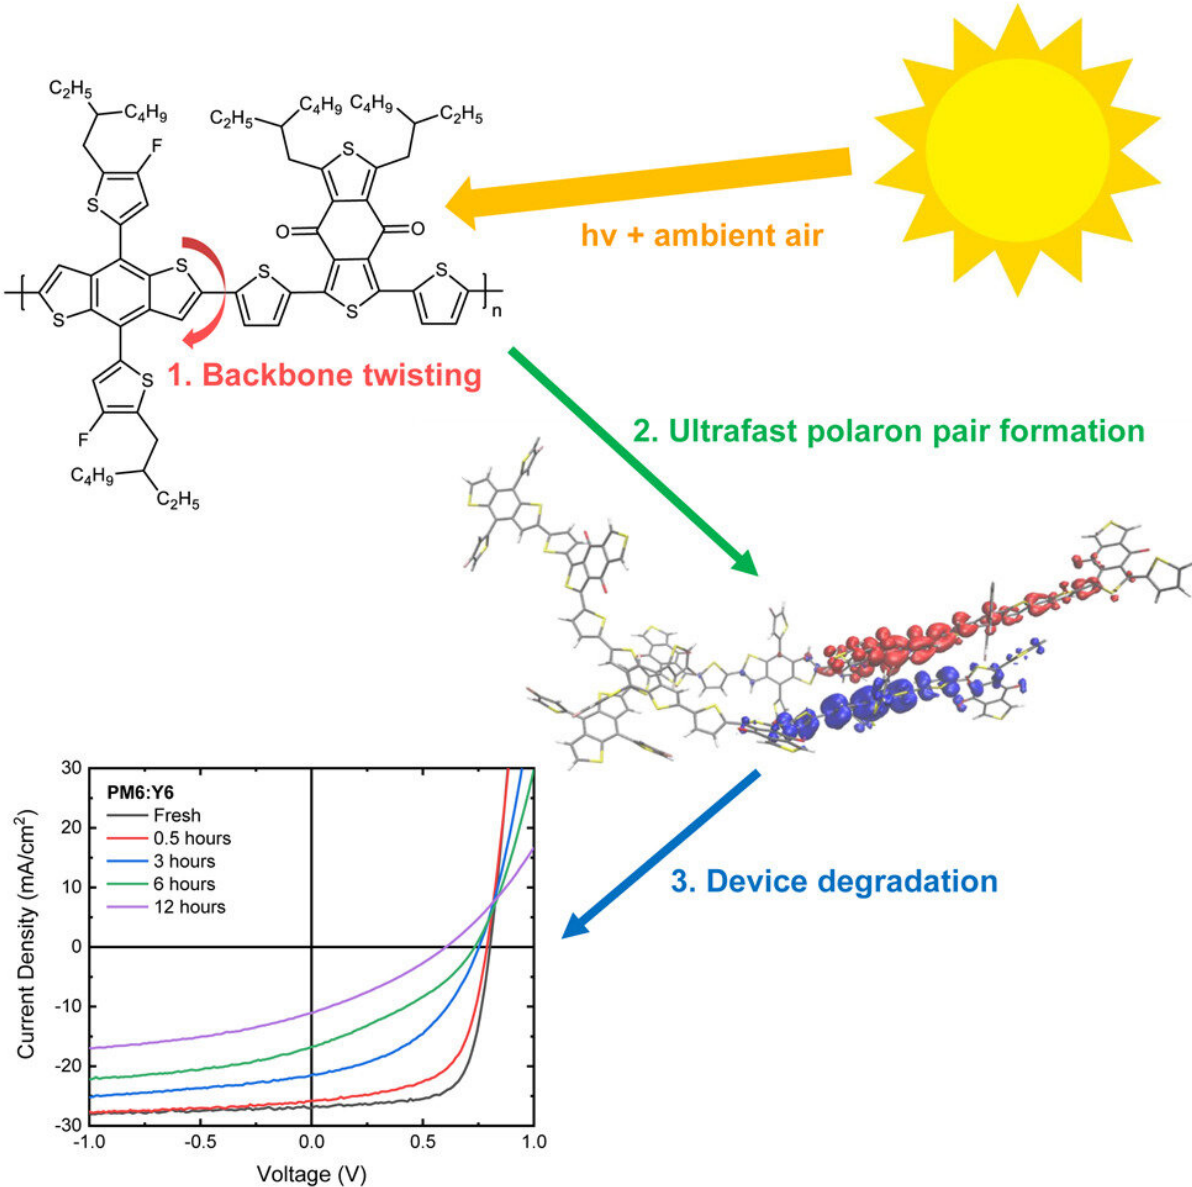 C₂H₅
C₄H₉
F
S
C₂H₅
C₄H₉
C₄H₉
C₂H₅
S
O
O
S
S
S
S
S
n
S
F
C₄H₉
C₂H₅
hν + ambient air
1. Backbone twisting
2. Ultrafast polaron pair formation
3. Device degradation
30
20
10
0
-10
-20
-30
Current Density (mA/cm²)
PM6:Y6
Fresh
0.5 hours
3 hours
6 hours
12 hours
-1.0
-0.5
0.0
0.5
1.0
Voltage (V)